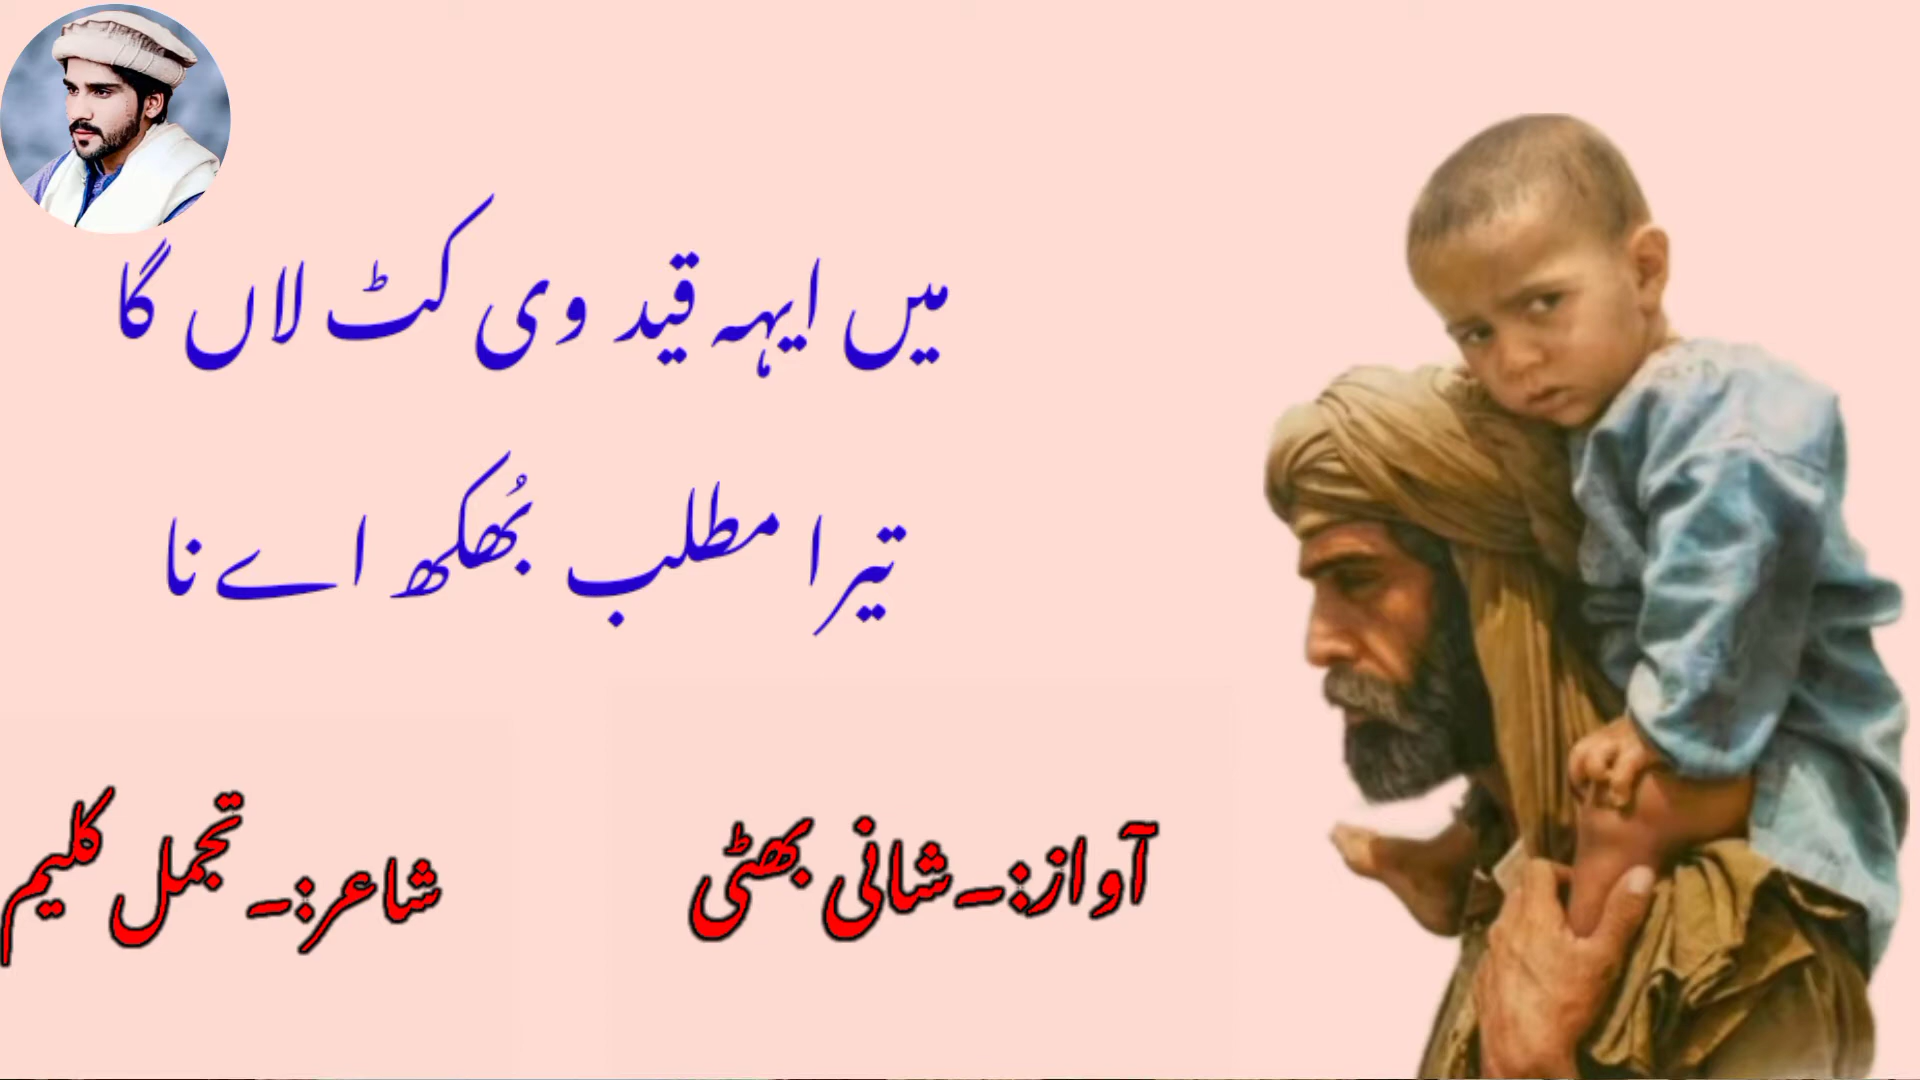 میں ایہہ قید وی کٹ لاں گا
تیرا مطلب بُھکھ اے نا
آواز:۔شانی بھٹی
شاعر:۔ تجمل کلیم